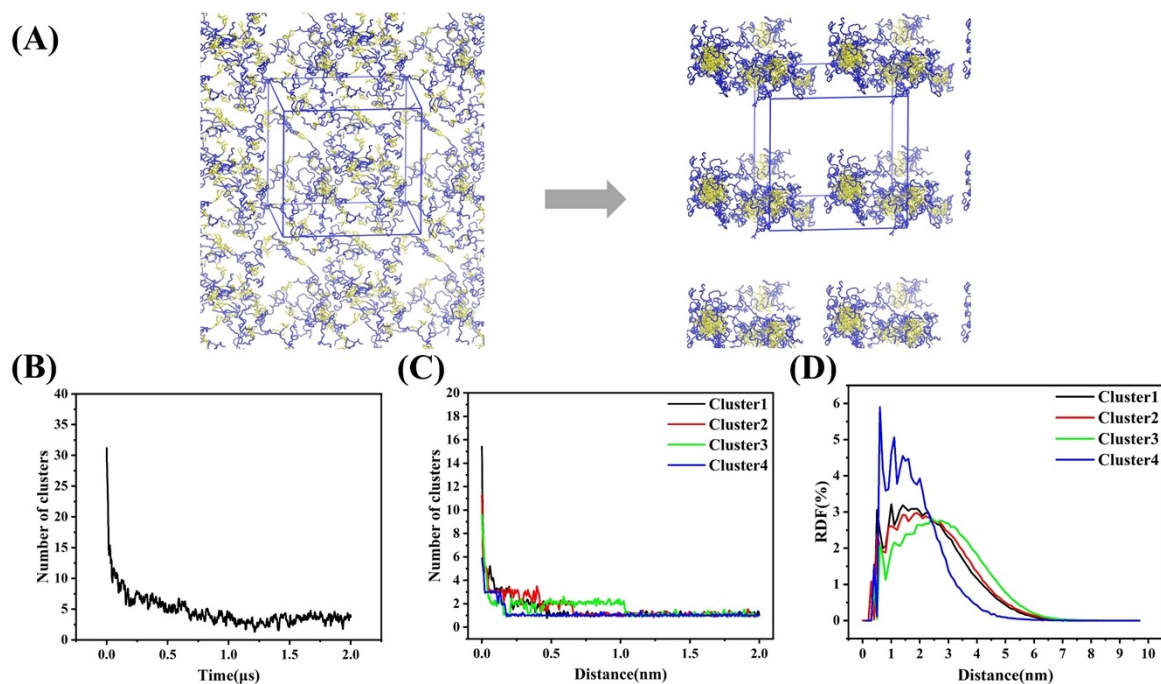 (A)
(B)
Number of clusters
40
35
30
25
20
15
10
5
0
0.0 0.5 1.0 1.5 2.0
Time(μs)
(C)
Number of clusters
20
18
16
14
12
10
8
6
4
2
0
Cluster1
Cluster2
Cluster3
Cluster4
0.0 0.5 1.0 1.5 2.0
Distance(nm)
(D)
RDF(%)
6
5
4
3
2
1
0
Cluster1
Cluster2
Cluster3
Cluster4
0 1 2 3 4 5 6 7 8 9 10
Distance(nm)